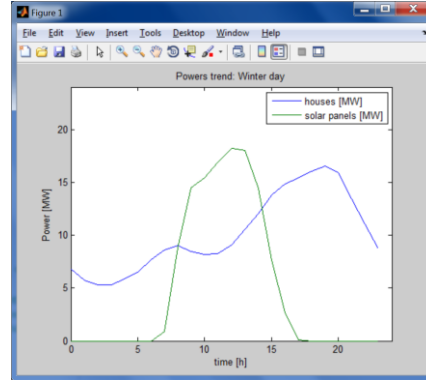 Figure 1
File Edit View Insert Tools Desktop Window Help
Powers trend: Winter day
houses [MW]
solar panels [MW]
Power [MW]
20
15
10
5
0
0 5 10 15 20
time [h]